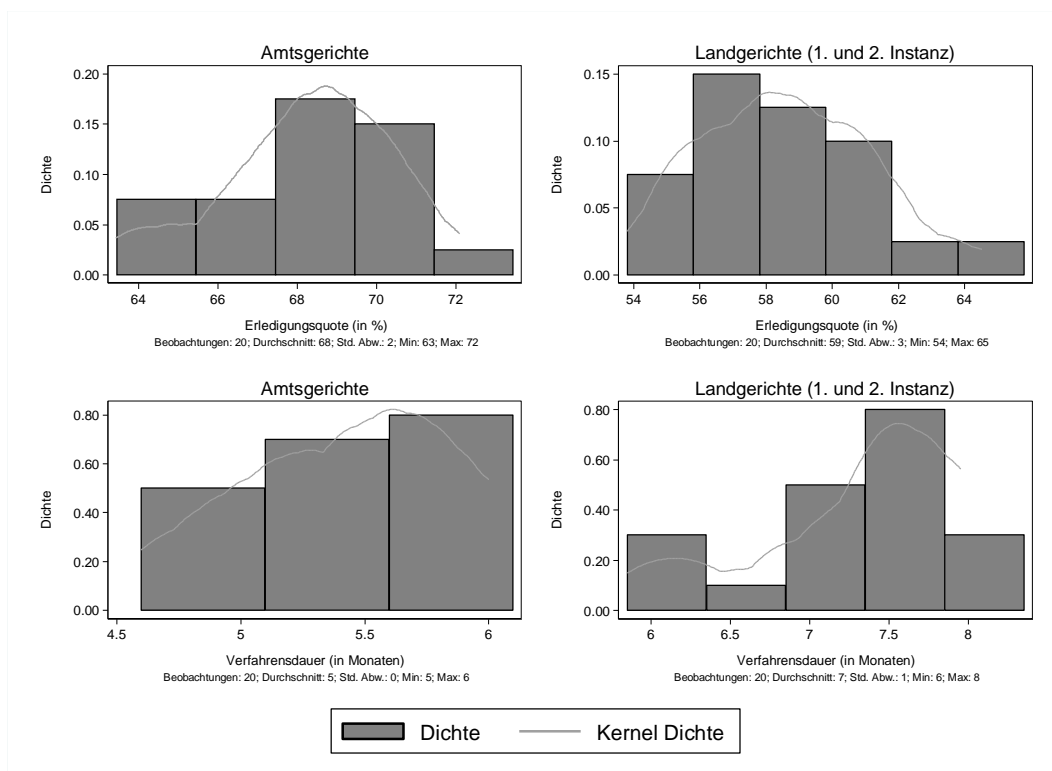 Amtsgerichte
0.20
0.15
0.10
0.05
0.00
Dichte
64 66 68 70 72
Erledigungsquote (in %)
Beobachtungen: 20; Durchschnitt: 68; Std. Abw.: 2; Min: 63; Max: 72
Landgerichte (1. und 2. Instanz)
0.15
0.10
0.05
0.00
Dichte
54 56 58 60 62 64
Erledigungsquote (in %)
Beobachtungen: 20; Durchschnitt: 59; Std. Abw.: 3; Min: 54; Max: 65
Amtsgerichte
0.80
0.60
0.40
0.20
0.00
Dichte
4.5 5 5.5 6
Verfahrensdauer (in Monaten)
Beobachtungen: 20; Durchschnitt: 5; Std. Abw.: 0; Min: 5; Max: 6
Landgerichte (1. und 2. Instanz)
0.80
0.60
0.40
0.20
0.00
Dichte
6 6.5 7 7.5 8
Verfahrensdauer (in Monaten)
Beobachtungen: 20; Durchschnitt: 7; Std. Abw.: 1; Min: 6; Max: 8
Dichte Kernel Dichte